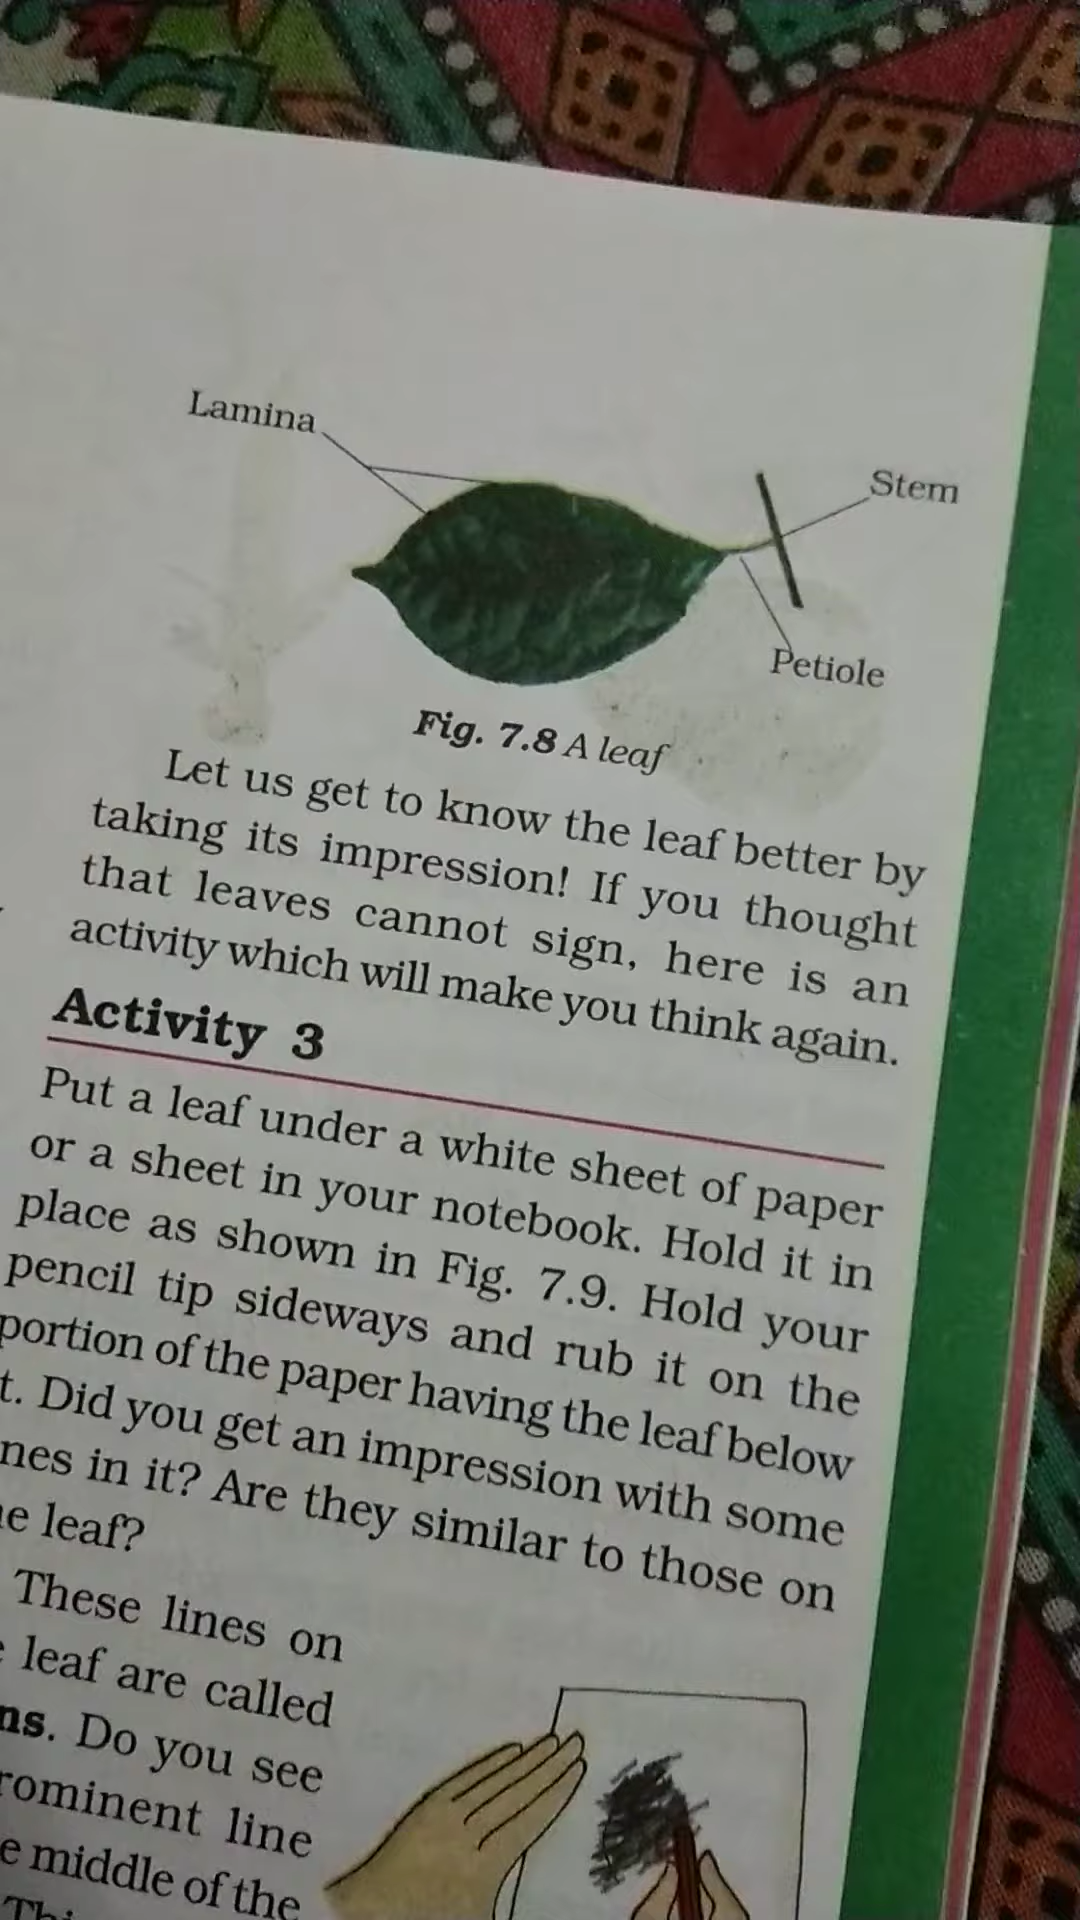 Lamina
Stem
Petiole
Fig. 7.8 A leaf
Let us get to know the leaf better by
taking its impression! If you thought
that leaves cannot sign, here is an
activity which will make you think again.
Activity 3
Put a leaf under a white sheet of paper
or a sheet in your notebook. Hold it in
place as shown in Fig. 7.9. Hold your
pencil tip sideways and rub it on the
portion of the paper having the leaf below
t. Did you get an impression with some
nes in it? Are they similar to those on
e leaf?
These lines on
leaf are called
ns. Do you see
rominent line
e middle of the